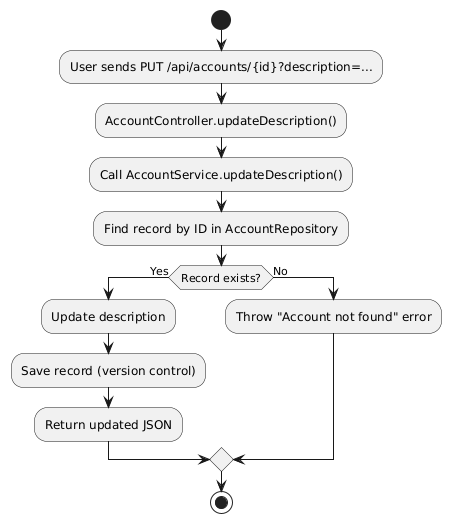 User sends PUT /api/accounts/{id}?description=...
AccountController.updateDescription()
Call AccountService.updateDescription()
Find record by ID in AccountRepository
Record exists?
Yes
No
Update description
Throw "Account not found" error
Save record (version control)
Return updated JSON